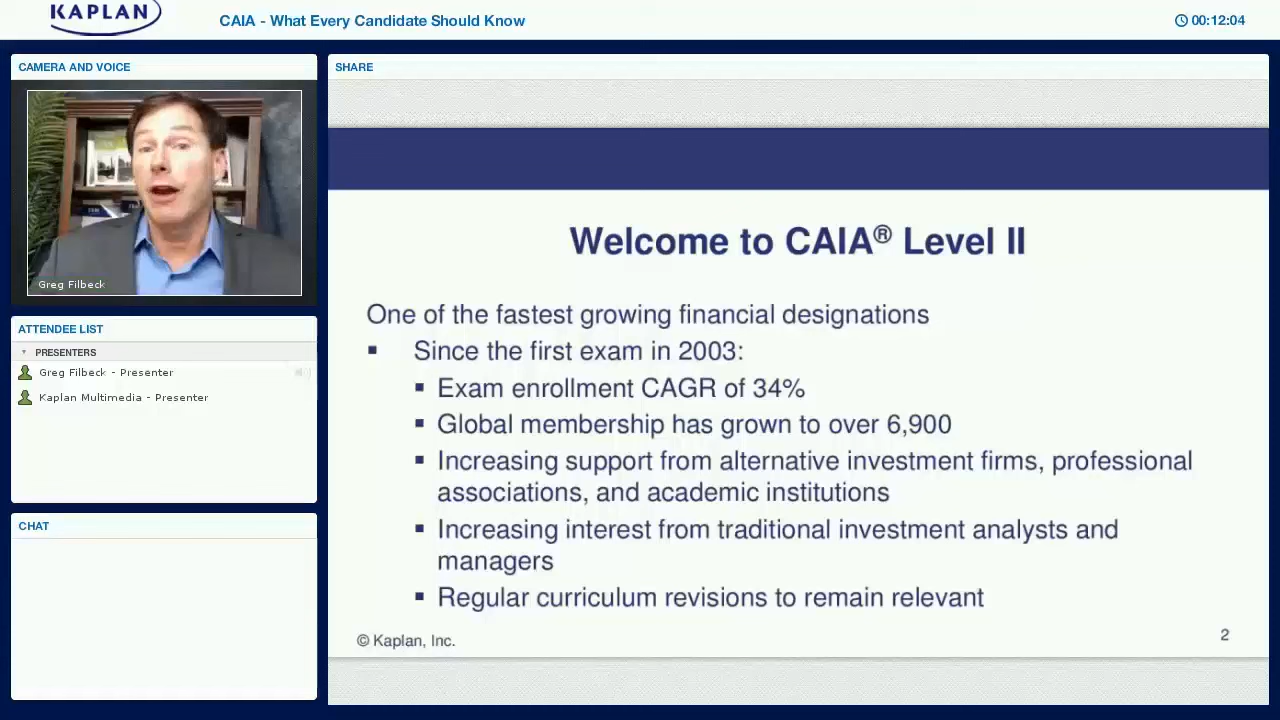 KAPLAN
CAIA - What Every Candidate Should Know
00:12:04
CAMERA AND VOICE
Greg Filbeck
ATTENDEE LIST
PRESENTERS
Greg Filbeck - Presenter
Kaplan Multimedia - Presenter
CHAT
SHARE
Welcome to CAIA® Level II
One of the fastest growing financial designations
▪ Since the first exam in 2003:
▪ Exam enrollment CAGR of 34%
▪ Global membership has grown to over 6,900
▪ Increasing support from alternative investment firms, professional
associations, and academic institutions
▪ Increasing interest from traditional investment analysts and
managers
▪ Regular curriculum revisions to remain relevant
© Kaplan, Inc.
2